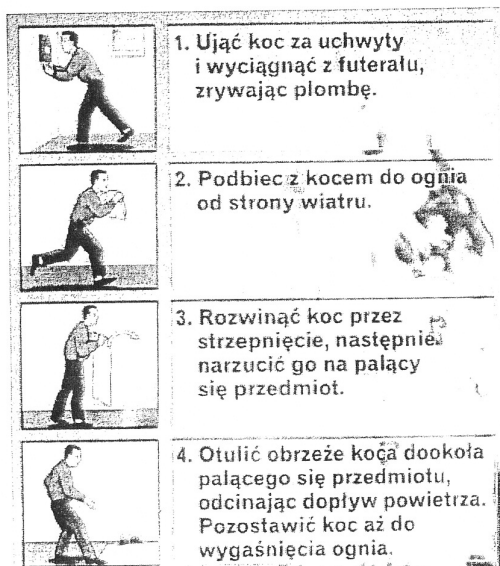 1. Ująć koc za uchwyty
i wyciągnąć z futerału,
zrywając plombę.
2. Podbiec z kocem do ognia
od strony wiatru.
3. Rozwinąć koc przez
strzepnięcie, następnie
narzucić go na palący
się przedmiot.
4. Otulić obrzeże koca dookoła
palącego się przedmiotu,
odcinając dopływ powietrza.
Pozostawić koc aż do
wygaśnięcia ognia.